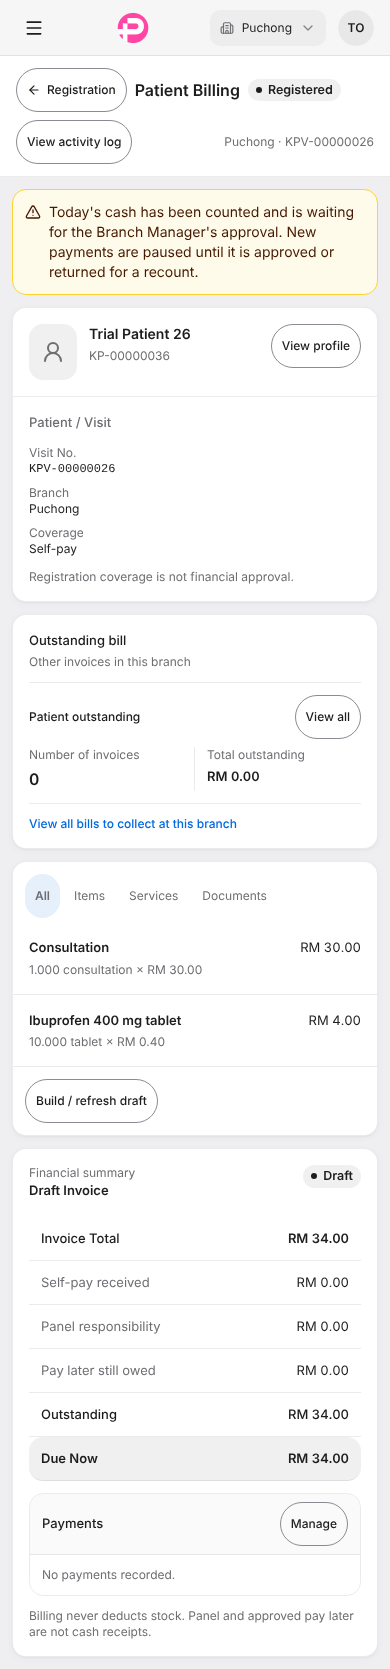 Puchong
TO
Registration
Patient Billing
Registered
View activity log
Puchong · KPV-00000026
Today's cash has been counted and is waiting
for the Branch Manager's approval. New
payments are paused until it is approved or
returned for a recount.
Trial Patient 26
KP-00000036
View profile
Patient / Visit
Visit No.
KPV-00000026
Branch
Puchong
Coverage
Self-pay
Registration coverage is not financial approval.
Outstanding bill
Other invoices in this branch
Patient outstanding
View all
Number of invoices
0
Total outstanding
RM 0.00
View all bills to collect at this branch
All
Items
Services
Documents
Consultation
RM 30.00
1.000 consultation × RM 30.00
Ibuprofen 400 mg tablet
RM 4.00
10.000 tablet × RM 0.40
Build / refresh draft
Financial summary
Draft Invoice
Draft
Invoice Total
RM 34.00
Self-pay received
RM 0.00
Panel responsibility
RM 0.00
Pay later still owed
RM 0.00
Outstanding
RM 34.00
Due Now
RM 34.00
Payments
Manage
No payments recorded.
Billing never deducts stock. Panel and approved pay later
are not cash receipts.